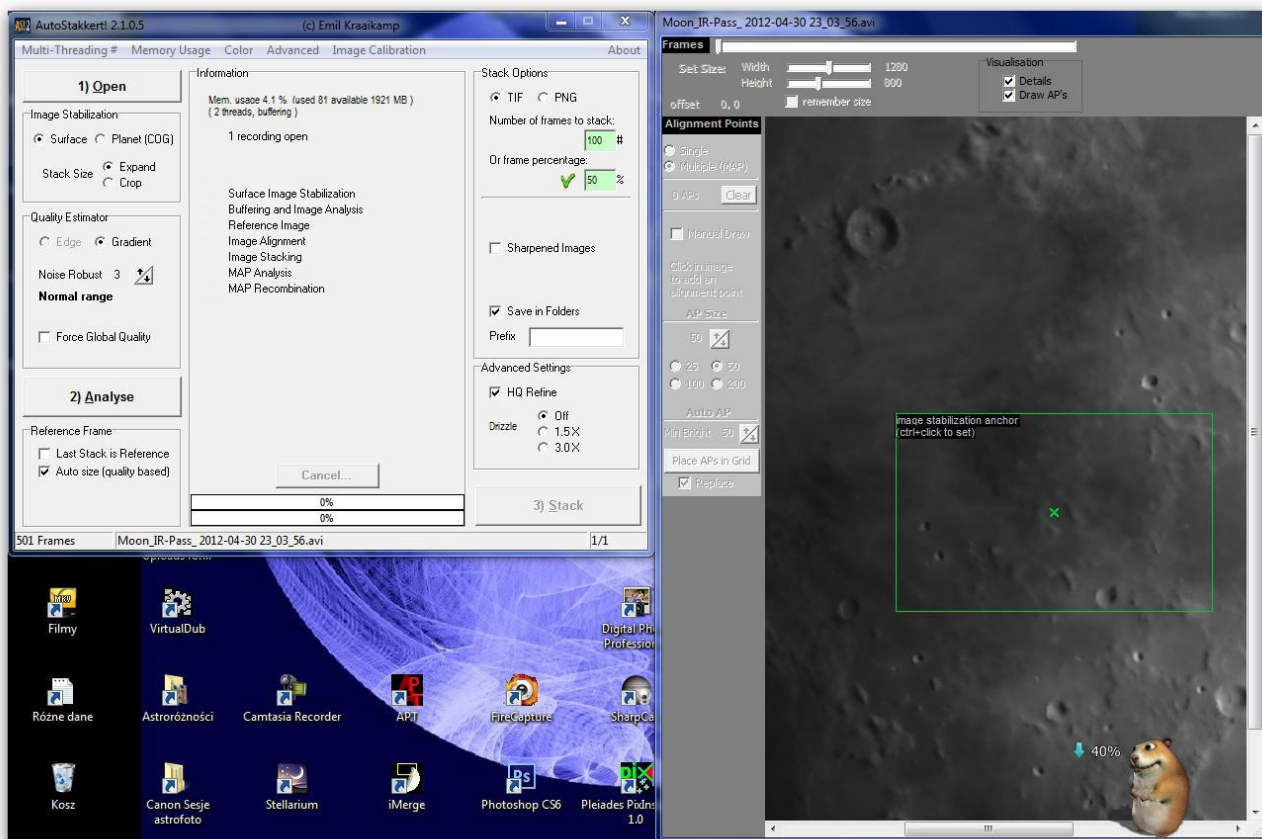 AutoStakkert! 2.1.0.5 (c) Emil Kraaikamp
Multi-Threading # Memory Usage Color Advanced Image Calibration About
1) Open
Image Stabilization
Surface Planet (COG)
Stack Size Expand
Crop
Quality Estimator
Edge Gradient
Noise Robust 3
Normal range
Force Global Quality
2) Analyse
Reference Frame
Last Stack is Reference
Auto size (quality based)
Information
Mem. usage 4.1 % (used 81 available 1921 MB )
( 2 threads, buffering )
1 recording open
Surface Image Stabilization
Buffering and Image Analysis
Reference Image
Image Alignment
Image Stacking
MAP Analysis
MAP Recombination
Cancel...
0%
0%
Stack Options
TIF PNG
Number of frames to stack:
100 #
Or frame percentage:
50 %
Sharpened Images
Save in Folders
Prefix
Advanced Settings
HQ Refine
Drizzle Off
1.5X
3.0X
3) Stack
501 Frames Moon_IR-Pass_ 2012-04-30 23_03_56.avi 1/1
Moon_IR-Pass_ 2012-04-30 23_03_56.avi
Frames
Set Size: Width 1280
Height 800
offset 0, 0 remember size
Visualisation
Details
Draw AP's
Alignment Points
Single
Multiple (MAP)
0 APs Clear
Manual Draw
Click in image
to add an
alignment point
AP Size
50
25 50
100 200
Auto AP
Min Bright 50
Place APs in Grid
Replace
image stabilization anchor
(ctrl+click to set)
40%
Filmy
VirtualDub
Digital Pho
Profession
Różne dane
Astroróżności
Camtasia Recorder
APT
FireCapture
SharpCa
Kosz
Canon Sesje
astrofoto
Stellarium
iMerge
Ps
Photoshop CS6
Pleiades PixIns
1.0